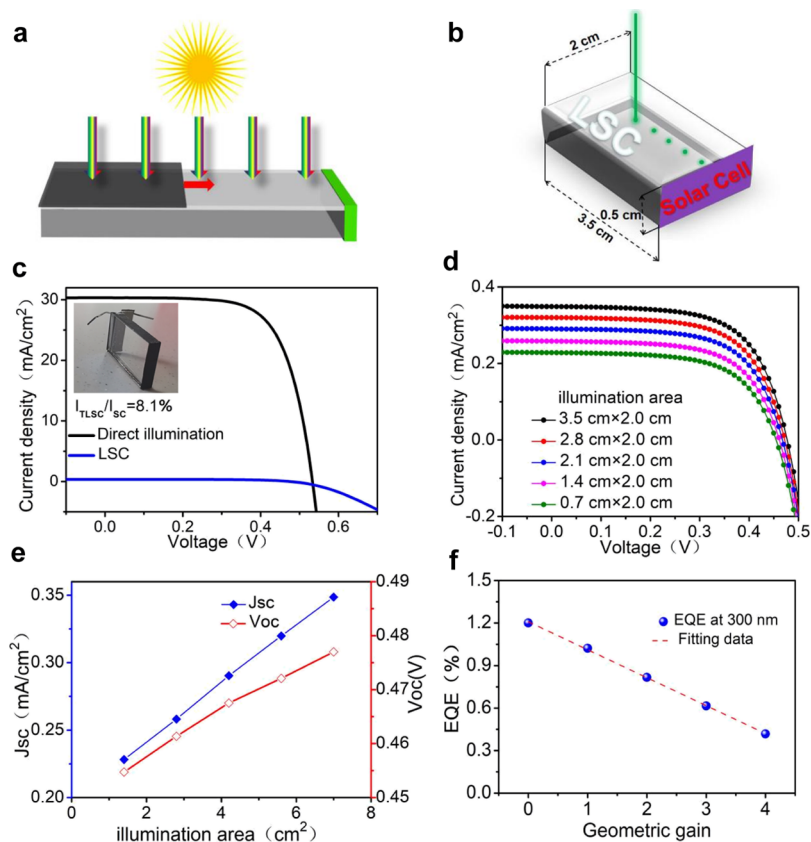 a
b
2 cm
LSC
Solar Cell
0.5 cm
3.5 cm
c
Current density（mA/cm²）
30
20
10
0
I_TLSC/I_SC=8.1%
Direct illumination
LSC
0.0
0.2
0.4
0.6
Voltage（V）
d
Current density（mA/cm²）
0.4
0.2
0.0
-0.2
illumination area
3.5 cm×2.0 cm
2.8 cm×2.0 cm
2.1 cm×2.0 cm
1.4 cm×2.0 cm
0.7 cm×2.0 cm
-0.1
0.0
0.1
0.2
0.3
0.4
0.5
Voltage（V）
e
Jsc（mA/cm²）
0.35
0.30
0.25
0.20
Jsc
Voc
0.49
0.48
0.47
0.46
0.45
Voc(V)
0
2
4
6
8
illumination area（cm²）
f
EQE（%）
1.5
1.2
0.9
0.6
0.3
0.0
EQE at 300 nm
Fitting data
0
1
2
3
4
Geometric gain